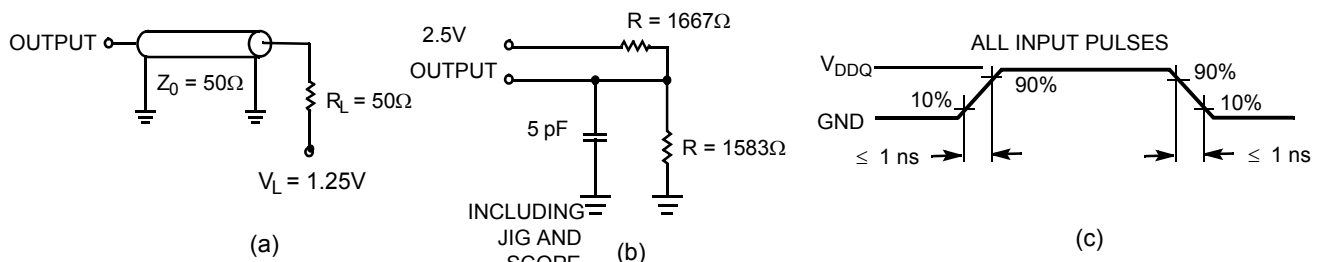 OUTPUT
Z0 = 50Ω
RL = 50Ω
VL = 1.25V
(a)
R = 1667Ω
2.5V
OUTPUT
5 pF
R = 1583Ω
INCLUDING
JIG AND
SCOPE
(b)
ALL INPUT PULSES
VDDQ
90%
90%
10%
10%
GND
≤ 1 ns
≤ 1 ns
(c)